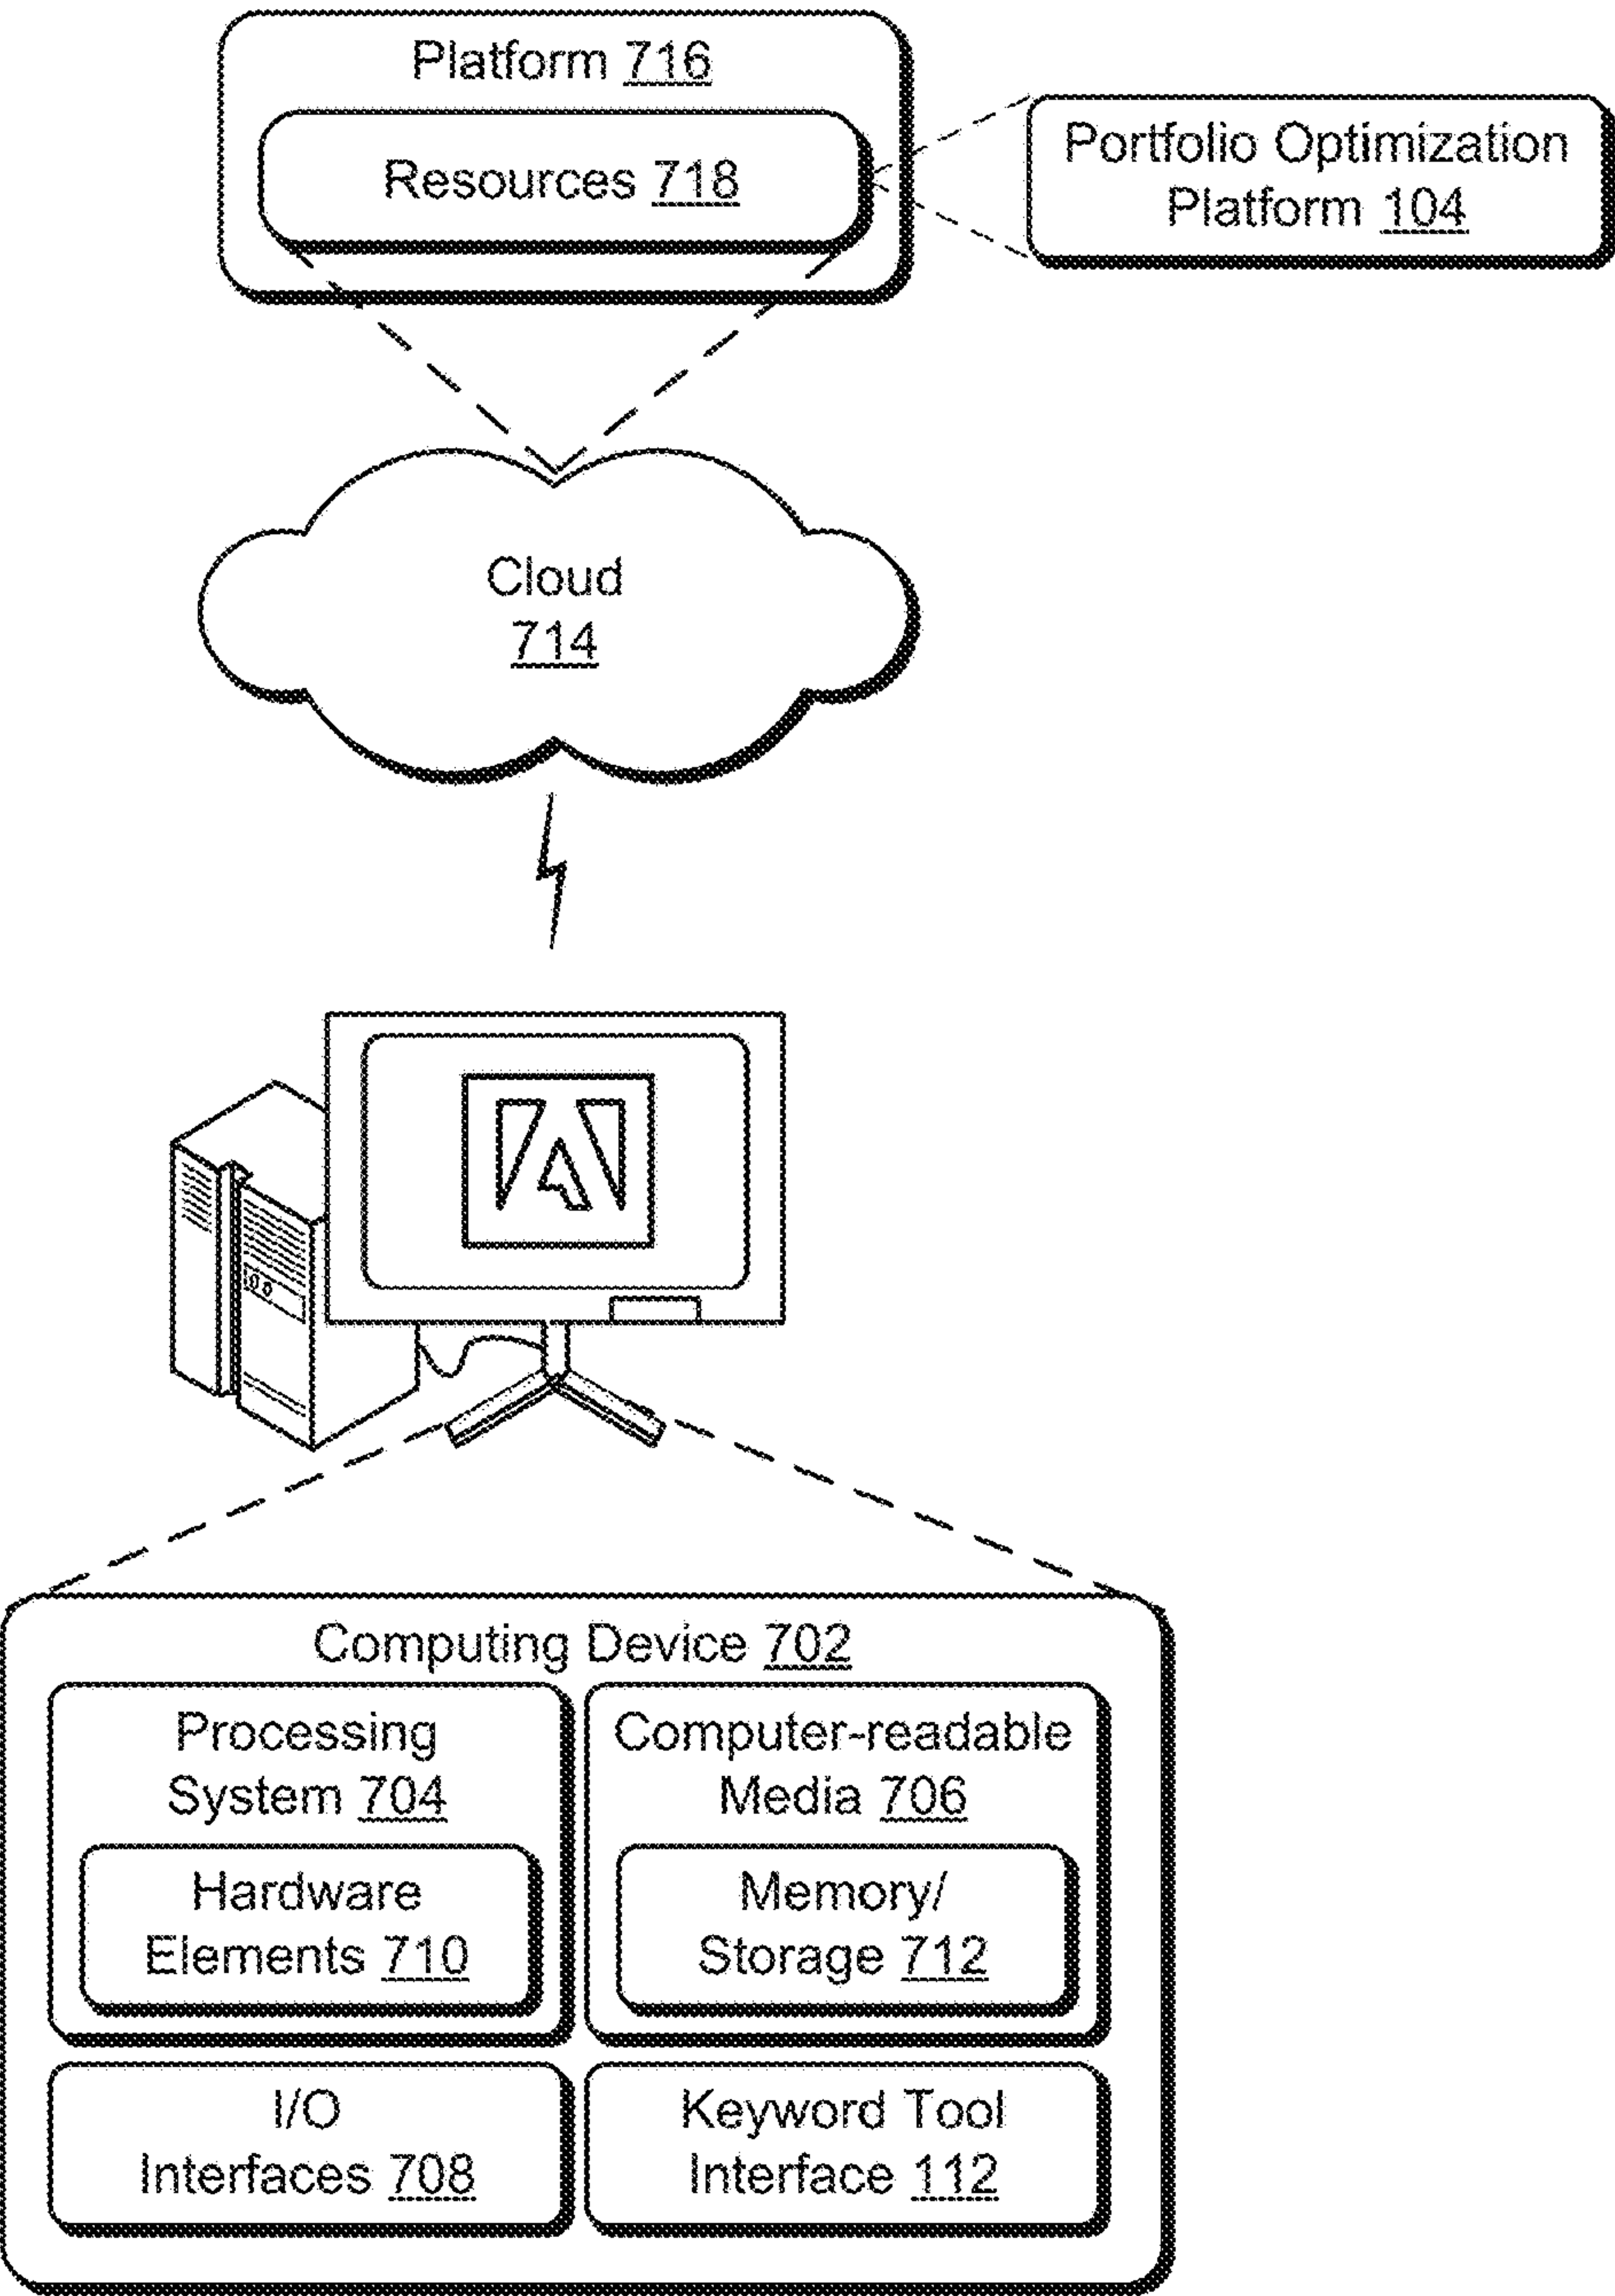 Platform 716
Resources 718
Portfolio Optimization
Platform 104
Cloud
714
Computing Device 702
Processing
System 704
Hardware
Elements 710
Computer-readable
Media 706
Memory/
Storage 712
I/O
Interfaces 708
Keyword Tool
Interface 112